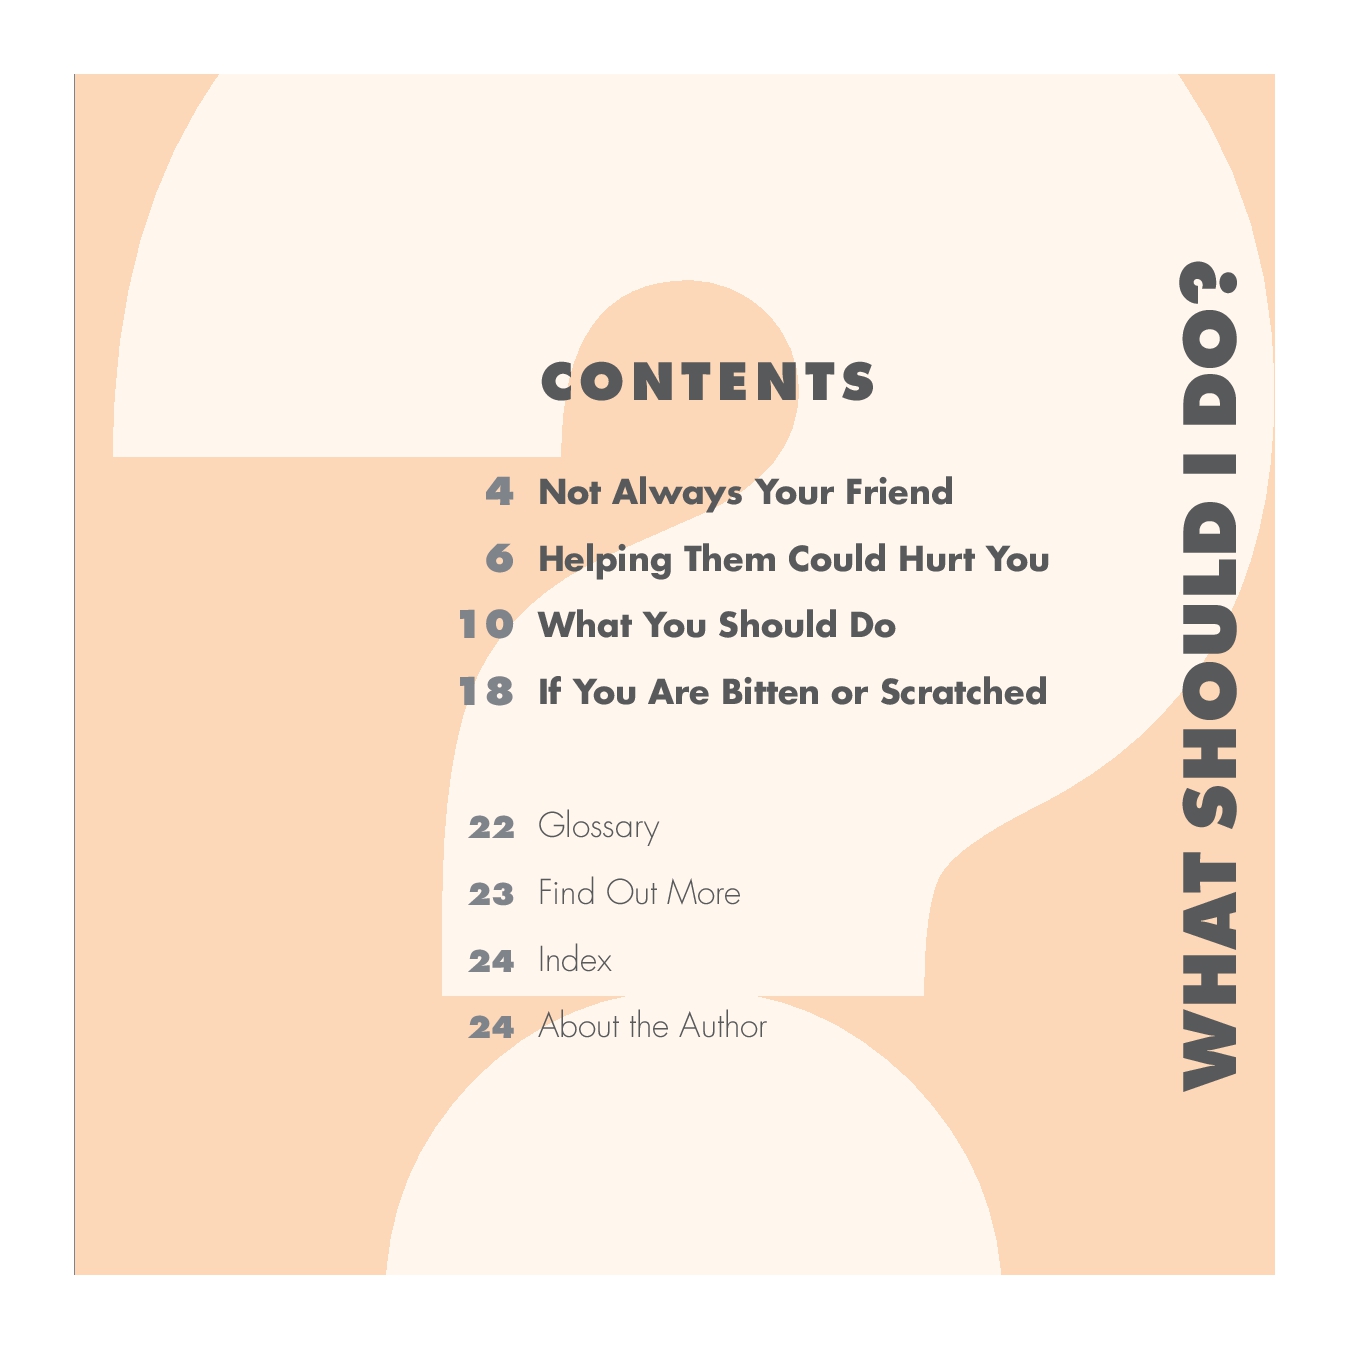 CONTENTS
4 Not Always Your Friend
6 Helping Them Could Hurt You
10 What You Should Do
18 If You Are Bitten or Scratched
22 Glossary
23 Find Out More
24 Index
24 About the Author
WHAT SHOULD I DO?